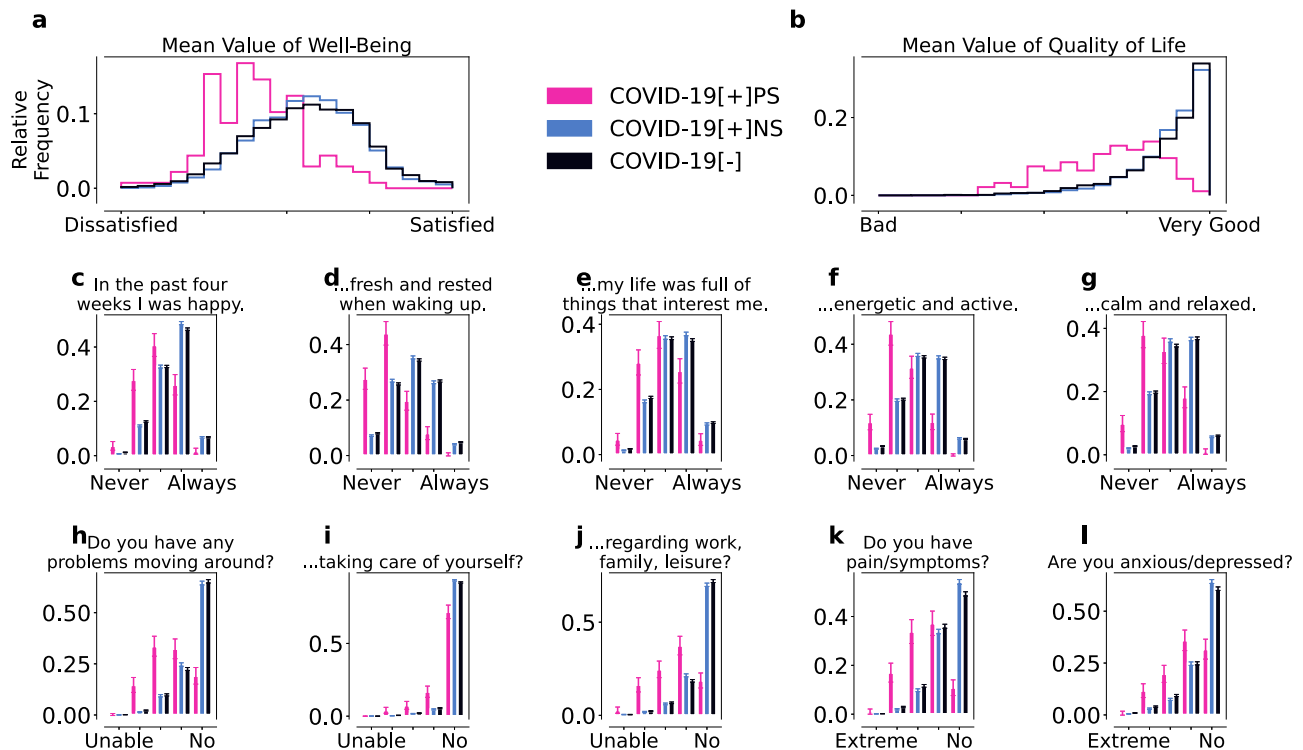 a
Mean Value of Well-Being
Relative
Frequency
0.1
0.0
Dissatisfied
Satisfied
COVID-19[+]PS
COVID-19[+]NS
COVID-19[-]
b
Mean Value of Quality of Life
0.2
0.0
Bad
Very Good
c
In the past four
weeks I was happy.
0.4
0.2
0.0
Never
Always
d
...fresh and rested
when waking up.
0.4
0.2
0.0
Never
Always
e
...my life was full of
things that interest me.
0.4
0.2
0.0
Never
Always
f
...energetic and active.
0.4
0.2
0.0
Never
Always
g
...calm and relaxed.
0.4
0.2
0.0
Never
Always
h
Do you have any
problems moving around?
0.50
0.25
0.00
Unable
No
i
...taking care of yourself?
0.5
0.0
Unable
No
j
...regarding work,
family, leisure?
0.5
0.0
Unable
No
k
Do you have
pain/symptoms?
0.4
0.2
0.0
Extreme
No
l
Are you anxious/depressed?
0.50
0.25
0.00
Extreme
No